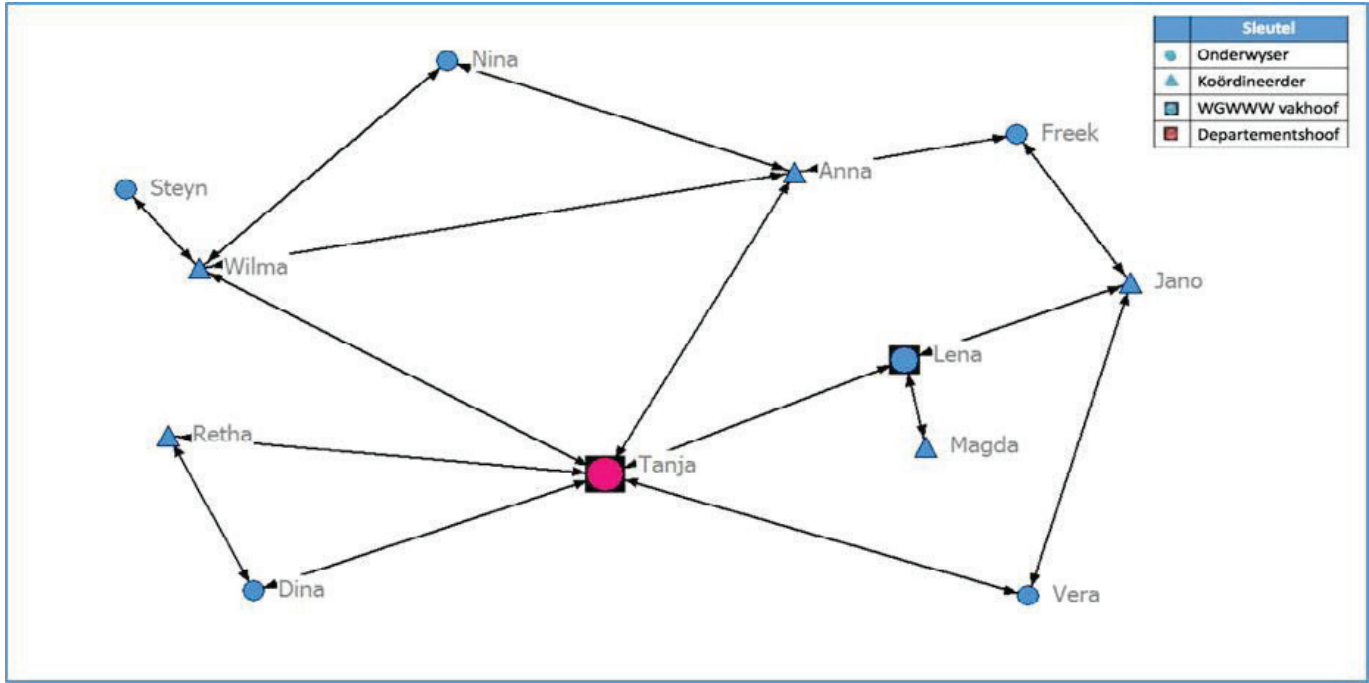 Sleutel
Onderwyser
Koördineerder
WGWWW vakhoof
Departementshoof
Nina
Freek
Anna
Steyn
Wilma
Jano
Lena
Retha
Magda
Tanja
Dina
Vera